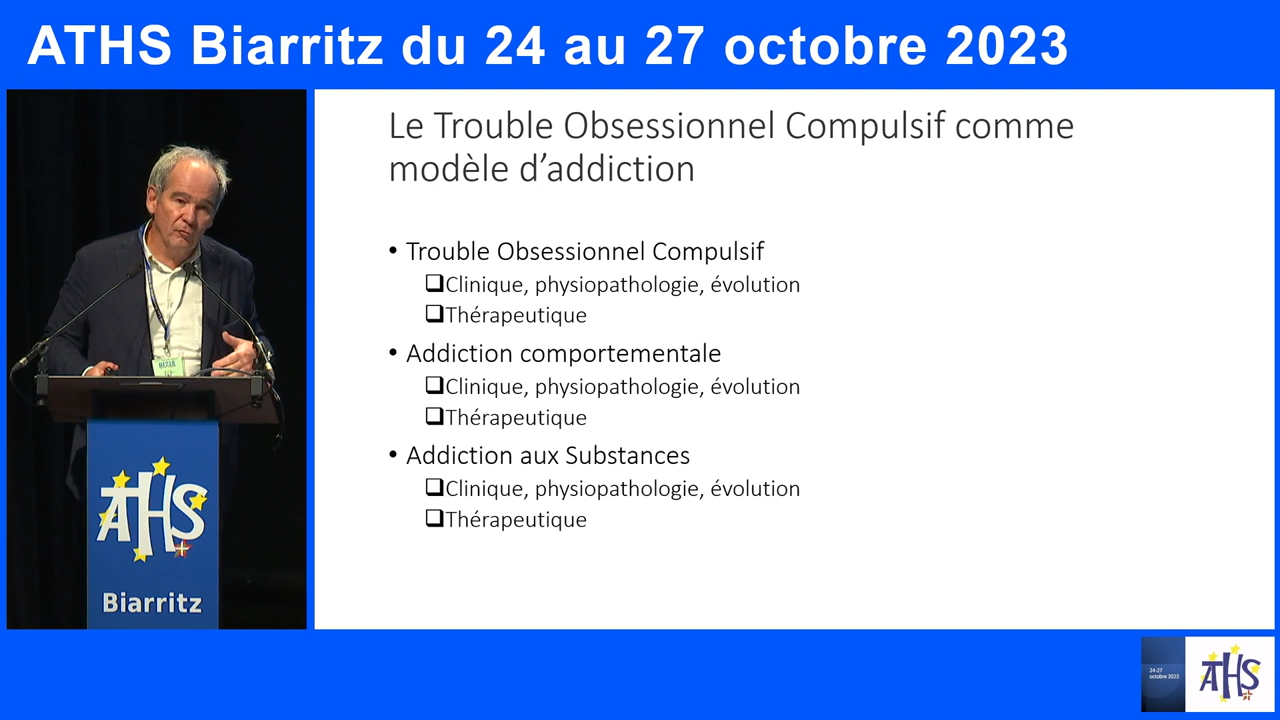 ATHS Biarritz du 24 au 27 octobre 2023
Le Trouble Obsessionnel Compulsif comme
modèle d’addiction
• Trouble Obsessionnel Compulsif
❑Clinique, physiopathologie, évolution
❑Thérapeutique
• Addiction comportementale
❑Clinique, physiopathologie, évolution
❑Thérapeutique
• Addiction aux Substances
❑Clinique, physiopathologie, évolution
❑Thérapeutique
ATHS
Biarritz
24-27
octobre 2023
ATHS